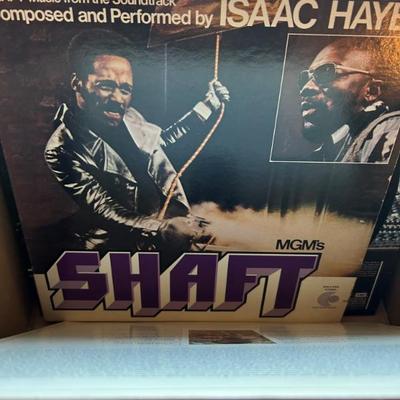 Music from the Soundtrack
omposed and Performed by ISAAC HAYE
MGM's
SHAFT